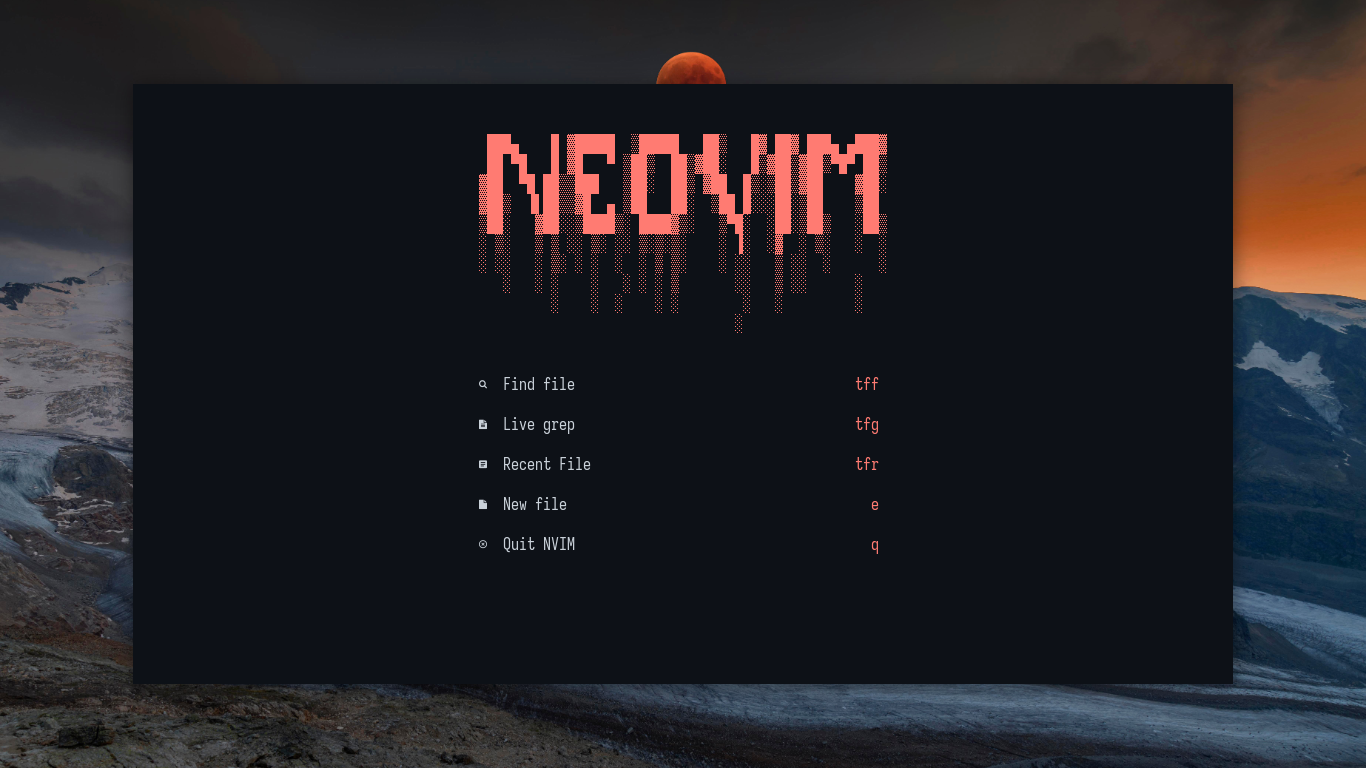 NEOVIM
Find file tff
Live grep tfg
Recent File tfr
New file e
Quit NVIM q